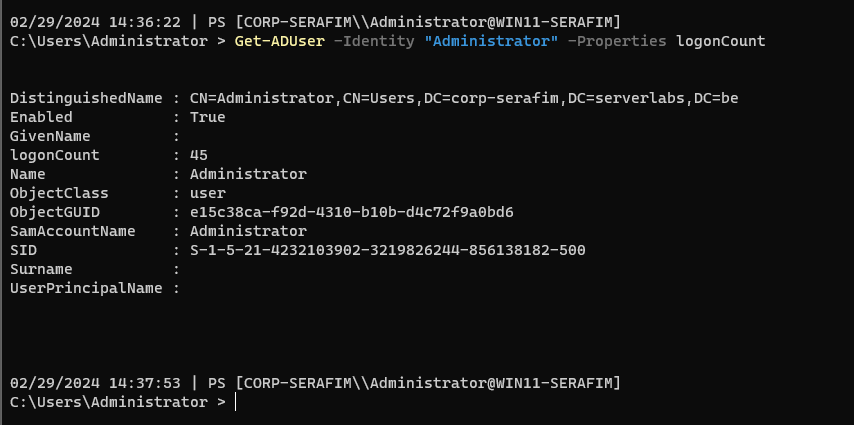 02/29/2024 14:36:22 | PS [CORP-SERAFIM\\Administrator@WIN11-SERAFIM]
C:\Users\Administrator > Get-ADUser -Identity "Administrator" -Properties logonCount
DistinguishedName : CN=Administrator,CN=Users,DC=corp-serafim,DC=serverlabs,DC=be
Enabled           : True
GivenName         :
logonCount        : 45
Name              : Administrator
ObjectClass       : user
ObjectGUID        : e15c38ca-f92d-4310-b10b-d4c72f9a0bd6
SamAccountName    : Administrator
SID               : S-1-5-21-4232103902-3219826244-856138182-500
Surname           :
UserPrincipalName :
02/29/2024 14:37:53 | PS [CORP-SERAFIM\\Administrator@WIN11-SERAFIM]
C:\Users\Administrator >